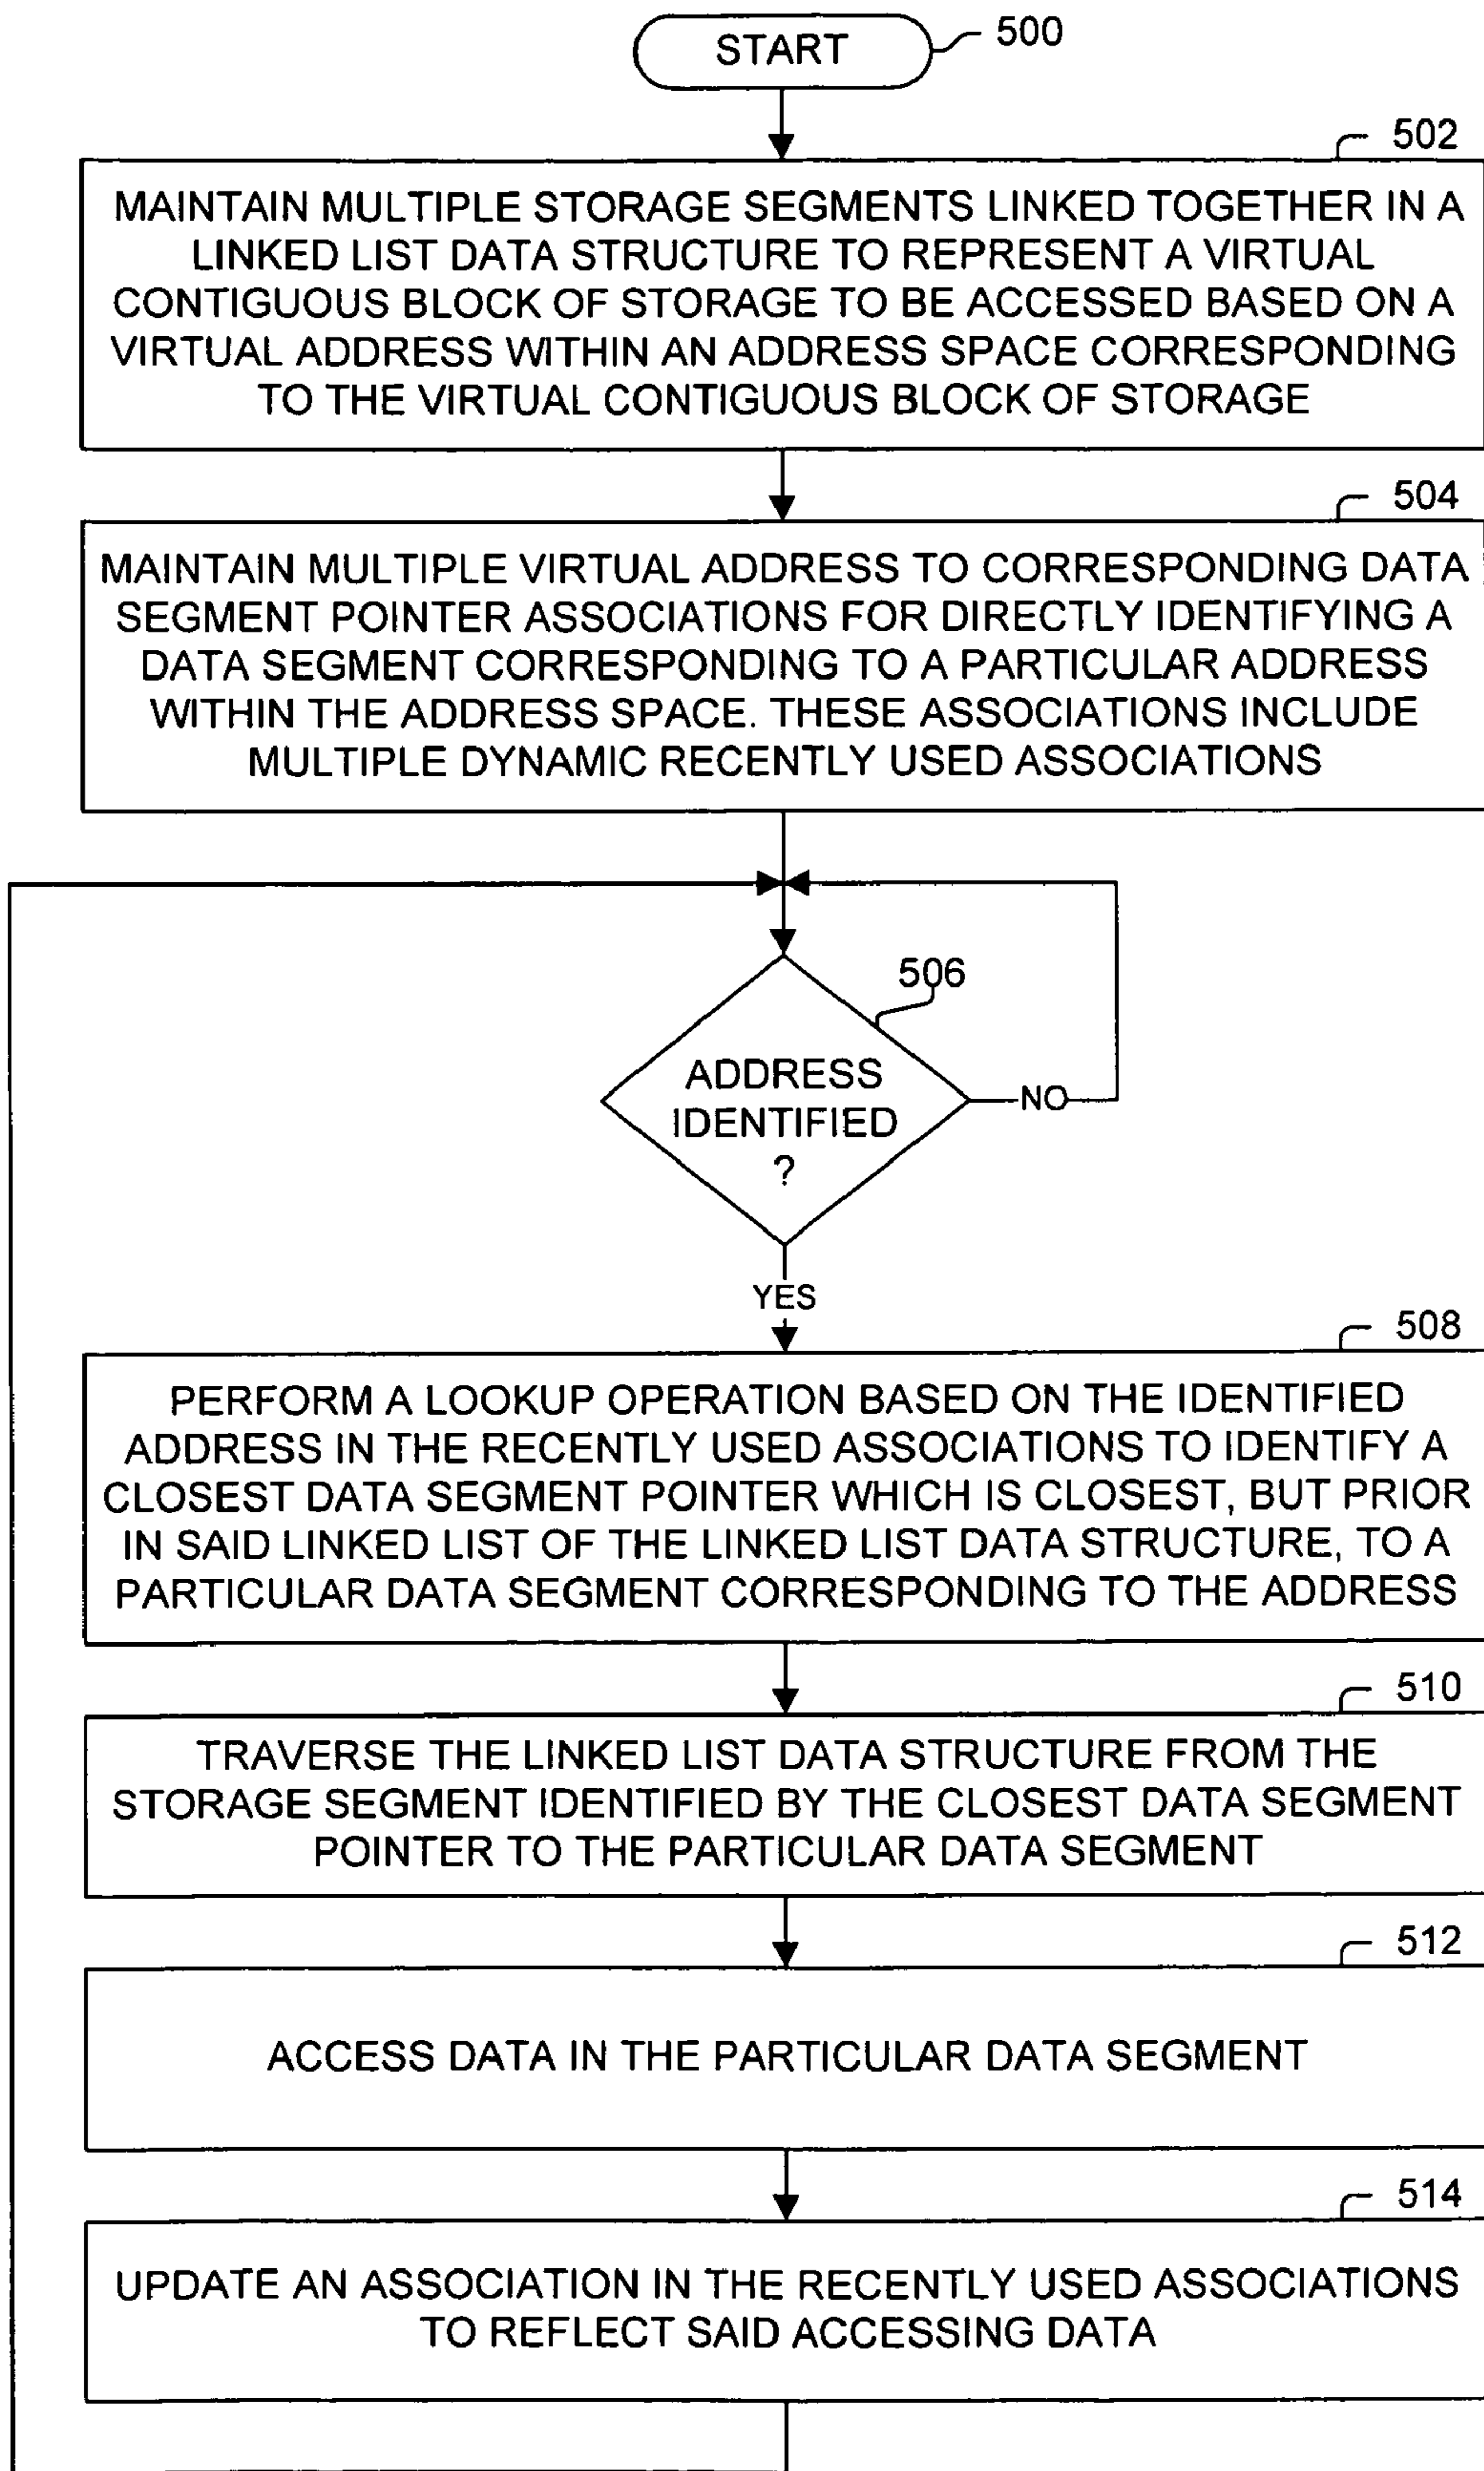 START
500
502
MAINTAIN MULTIPLE STORAGE SEGMENTS LINKED TOGETHER IN A
LINKED LIST DATA STRUCTURE TO REPRESENT A VIRTUAL
CONTIGUOUS BLOCK OF STORAGE TO BE ACCESSED BASED ON A
VIRTUAL ADDRESS WITHIN AN ADDRESS SPACE CORRESPONDING
TO THE VIRTUAL CONTIGUOUS BLOCK OF STORAGE
504
MAINTAIN MULTIPLE VIRTUAL ADDRESS TO CORRESPONDING DATA
SEGMENT POINTER ASSOCIATIONS FOR DIRECTLY IDENTIFYING A
DATA SEGMENT CORRESPONDING TO A PARTICULAR ADDRESS
WITHIN THE ADDRESS SPACE. THESE ASSOCIATIONS INCLUDE
MULTIPLE DYNAMIC RECENTLY USED ASSOCIATIONS
506
ADDRESS
IDENTIFIED
?
NO
YES
508
PERFORM A LOOKUP OPERATION BASED ON THE IDENTIFIED
ADDRESS IN THE RECENTLY USED ASSOCIATIONS TO IDENTIFY A
CLOSEST DATA SEGMENT POINTER WHICH IS CLOSEST, BUT PRIOR
IN SAID LINKED LIST OF THE LINKED LIST DATA STRUCTURE, TO A
PARTICULAR DATA SEGMENT CORRESPONDING TO THE ADDRESS
510
TRAVERSE THE LINKED LIST DATA STRUCTURE FROM THE
STORAGE SEGMENT IDENTIFIED BY THE CLOSEST DATA SEGMENT
POINTER TO THE PARTICULAR DATA SEGMENT
512
ACCESS DATA IN THE PARTICULAR DATA SEGMENT
514
UPDATE AN ASSOCIATION IN THE RECENTLY USED ASSOCIATIONS
TO REFLECT SAID ACCESSING DATA